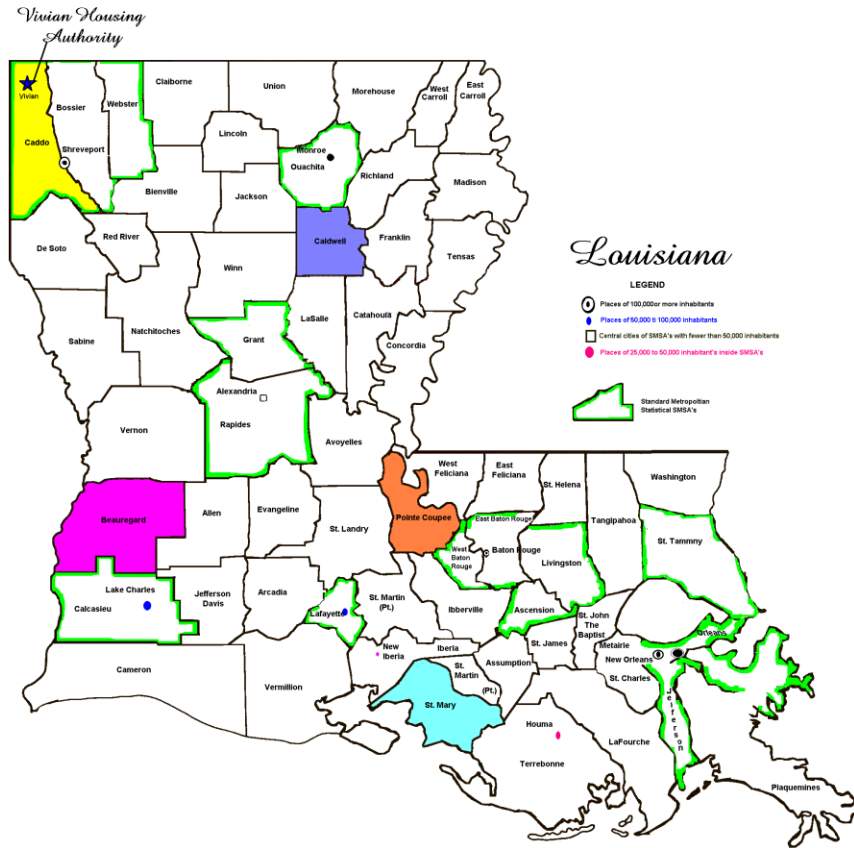 Vivian Housing
Authority
Vivian
Bossier
Webster
Claiborne
Union
Morehouse
West
Carroll
East
Carroll
Caddo
Shreveport
Lincoln
Monroe
Ouachita
Richland
Madison
Bienville
Jackson
De Soto
Red River
Winn
Caldwell
Franklin
Tensas
Louisiana
LEGEND
Places of 100,000or more inhabitants
Places of 50,000 ti 100,000 inhabitants
Central cities of SMSA's with fewer than 50,000 inhabitants
Places of 25,000 to 50,000 inhabitant's inside SMSA's
Standard Metropoltian
Statistical SMSA's
Sabine
Natchitoches
Grant
LaSalle
Catahoula
Concordia
Alexandria
Rapides
Vernon
Avoyelles
West
Feliciana
East
Feliciana
St. Helena
Washington
Beauregard
Allen
Evangeline
St. Landry
Pointe Coupee
East Baton Rouge
Tangipahoa
St. Tammny
West
Baton
Rouge
Baton Rouge
Livingston
Lake Charles
Calcasieu
Jefferson
Davis
Arcadia
Lafayette
St. Martin
(Pt.)
Ibberville
Ascension
St. John
The
Baptist
Orleans
Cameron
Vermillion
New
Iberia
Iberia
St.
Martin
(Pt.)
Assumption
St. James
Metairie
New Orleans
St. Charles
Jefferson
St. Mary
Houma
Terrebonne
LaFourche
Plaquemines